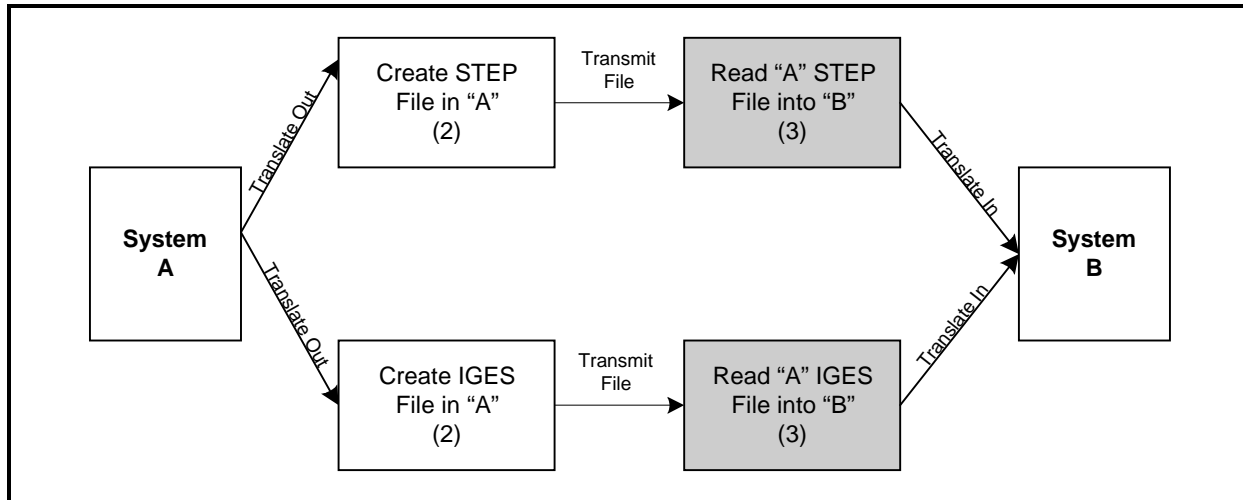 Create STEP
File in “A”
(2)
Transmit
File
Read “A” STEP
File into “B”
(3)
Translate Out
Translate In
System
A
System
B
Translate Out
Translate In
Create IGES
File in “A”
(2)
Transmit
File
Read “A” IGES
File into “B”
(3)